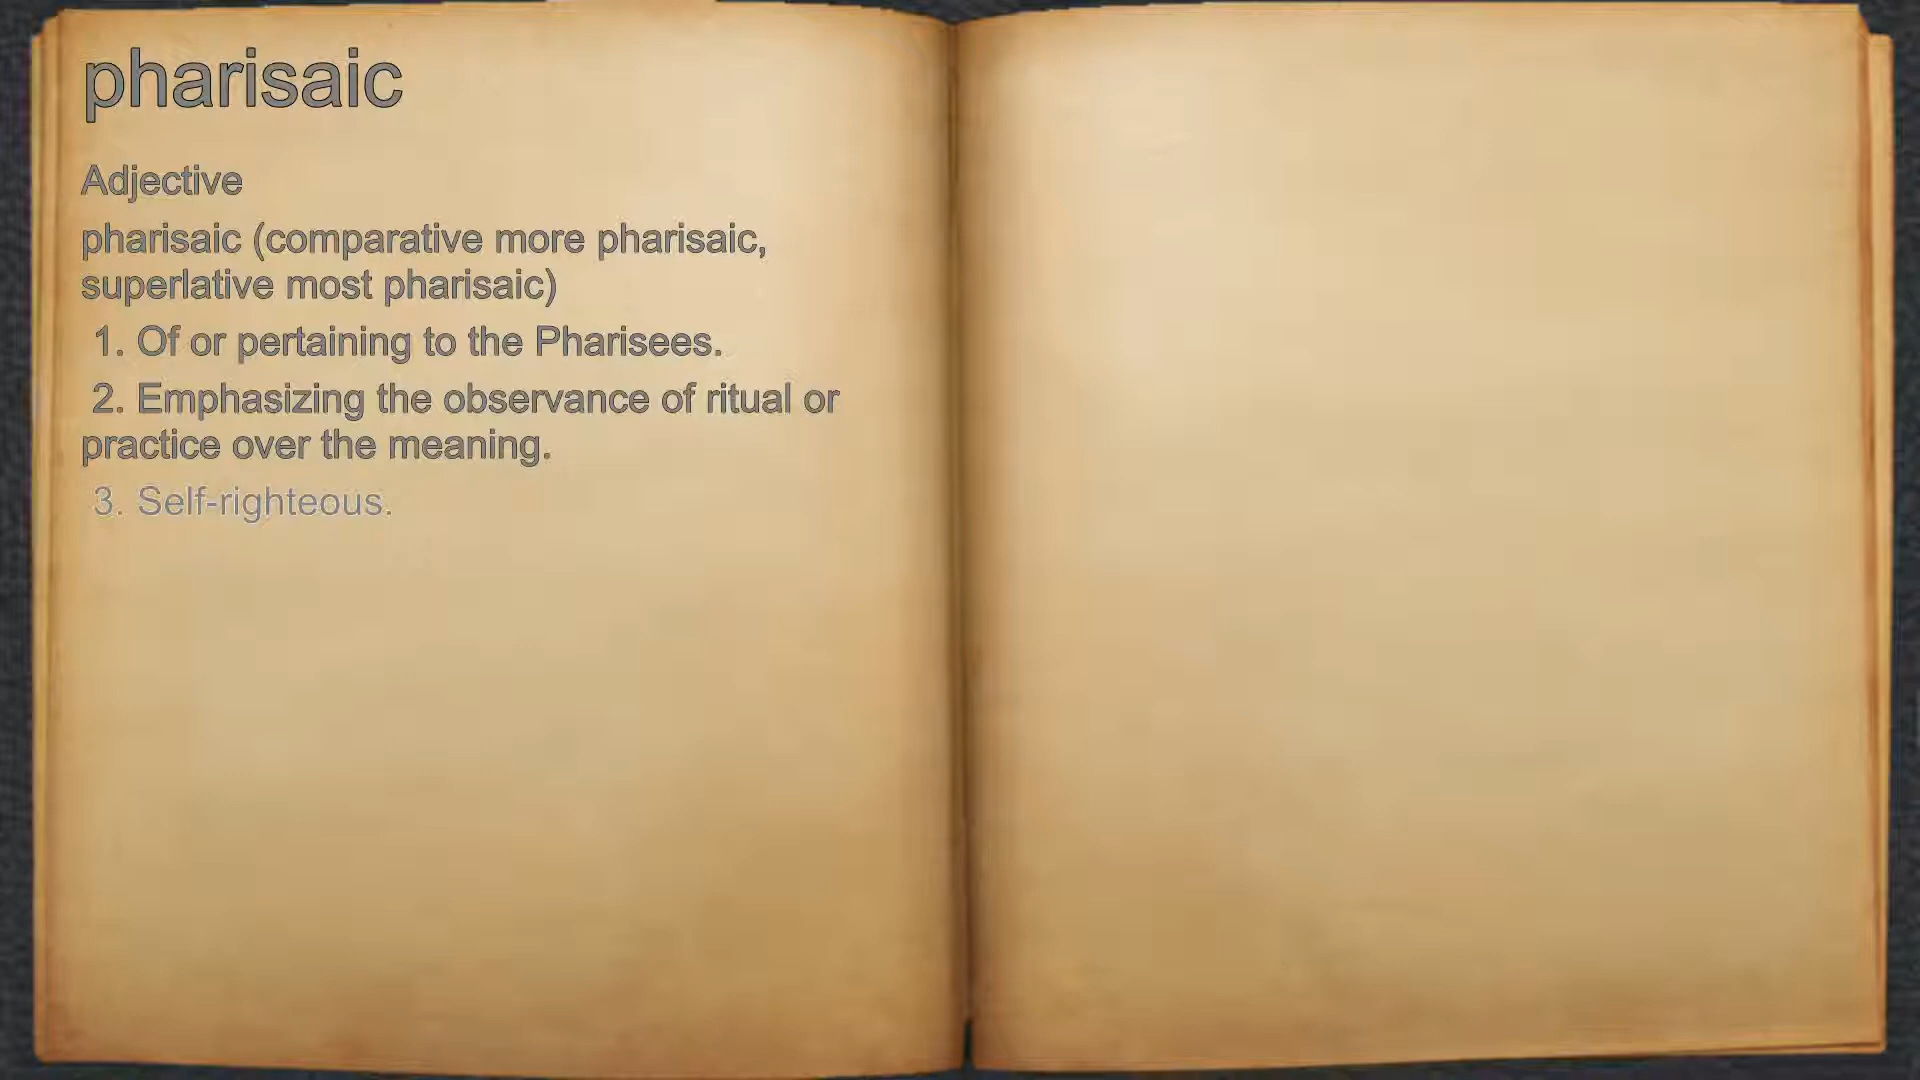 pharisaic
Adjective
pharisaic (comparative more pharisaic,
superlative most pharisaic)
1. Of or pertaining to the Pharisees.
2. Emphasizing the observance of ritual or
practice over the meaning.
3. Self-righteous.